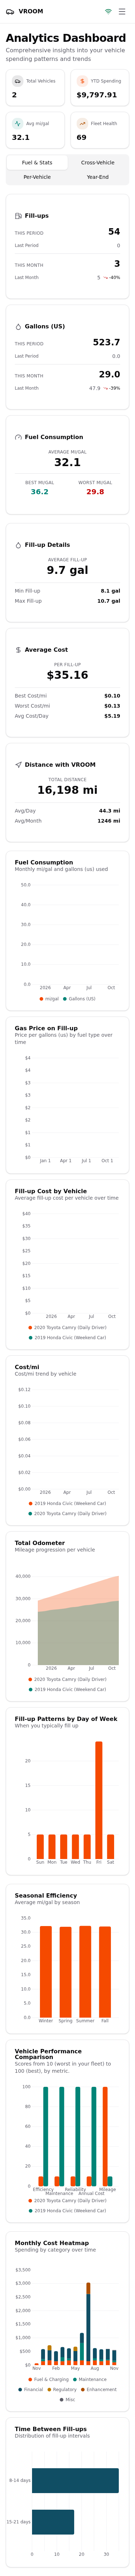 VROOM
Analytics Dashboard
Comprehensive insights into your vehicle
spending patterns and trends
Total Vehicles
2
YTD Spending
$9,797.91
Avg mi/gal
32.1
Fleet Health
69
Fuel & Stats
Cross-Vehicle
Per-Vehicle
Year-End
Fill-ups
THIS PERIOD 54
Last Period 0
THIS MONTH 3
Last Month 5 -40%
Gallons (US)
THIS PERIOD 523.7
Last Period 0.0
THIS MONTH 29.0
Last Month 47.9 -39%
Fuel Consumption
AVERAGE MI/GAL
32.1
BEST MI/GAL
36.2
WORST MI/GAL
29.8
Fill-up Details
AVERAGE FILL-UP
9.7 gal
Min Fill-up 8.1 gal
Max Fill-up 10.7 gal
Average Cost
PER FILL-UP
$35.16
Best Cost/mi $0.10
Worst Cost/mi $0.13
Avg Cost/Day $5.19
Distance with VROOM
TOTAL DISTANCE
16,198 mi
Avg/Day 44.3 mi
Avg/Month 1246 mi
Fuel Consumption
Monthly mi/gal and gallons (us) used
50.0
40.0
30.0
20.0
10.0
0.0
2026 Apr Jul Oct
mi/gal Gallons (US)
Gas Price on Fill-up
Price per gallons (us) by fuel type over
time
$4
$4
$3
$3
$2
$2
$1
$1
$0
Jan 1 Apr 1 Jul 1 Oct 1
Fill-up Cost by Vehicle
Average fill-up cost per vehicle over time
$40
$35
$30
$25
$20
$15
$10
$5
$0
2026 Apr Jul Oct
2020 Toyota Camry (Daily Driver)
2019 Honda Civic (Weekend Car)
Cost/mi
Cost/mi trend by vehicle
$0.12
$0.10
$0.08
$0.06
$0.04
$0.02
$0.00
2026 Apr Jul Oct
2019 Honda Civic (Weekend Car)
2020 Toyota Camry (Daily Driver)
Total Odometer
Mileage progression per vehicle
40,000
30,000
20,000
10,000
0
2026 Apr Jul Oct
2020 Toyota Camry (Daily Driver)
2019 Honda Civic (Weekend Car)
Fill-up Patterns by Day of Week
When you typically fill up
20
15
10
5
0
Sun Mon Tue Wed Thu Fri Sat
Seasonal Efficiency
Average mi/gal by season
35.0
30.0
25.0
20.0
15.0
10.0
5.0
0.0
Winter Spring Summer Fall
Vehicle Performance
Comparison
Scores from 10 (worst in your fleet) to
100 (best), by metric.
100
80
60
40
20
0
Efficiency Reliability Mileage
Maintenance Annual Cost
2020 Toyota Camry (Daily Driver)
2019 Honda Civic (Weekend Car)
Monthly Cost Heatmap
Spending by category over time
$3,500
$3,000
$2,500
$2,000
$1,500
$1,000
$500
$0
Nov Feb May Aug Nov
Fuel & Charging Maintenance
Financial Regulatory Enhancement
Misc
Time Between Fill-ups
Distribution of fill-up intervals
8-14 days
15-21 days
0 10 20 30